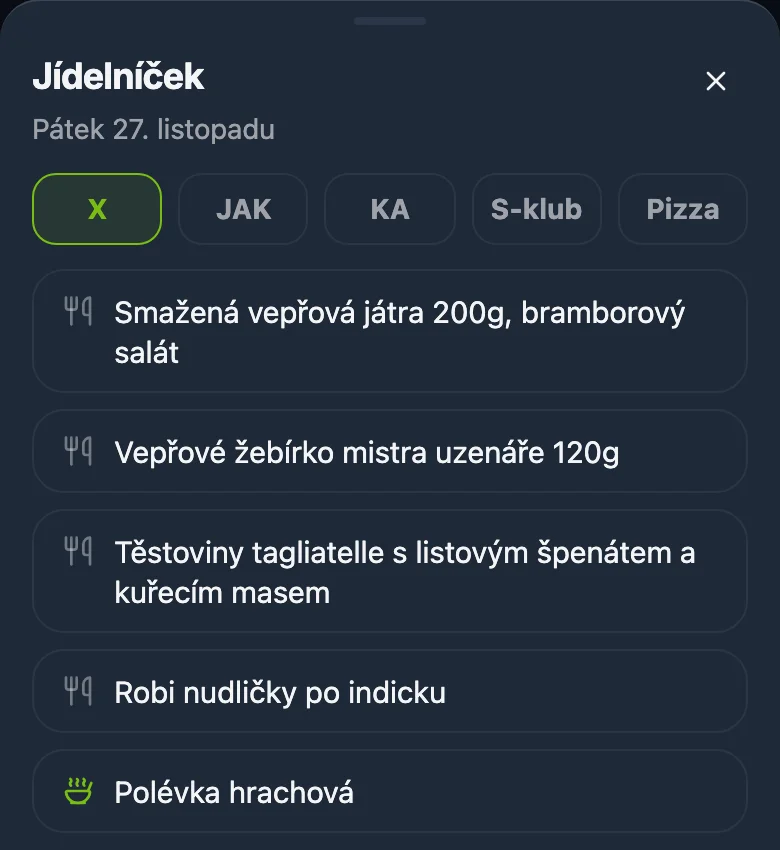 Jídelníček
Pátek 27. listopadu
X
JAK
KA
S-klub
Pizza
Smažená vepřová játra 200g, bramborový
salát
Vepřové žebírko mistra uzenáře 120g
Těstoviny tagliatelle s listovým špenátem a
kuřecím masem
Robi nudličky po indicku
Polévka hrachová